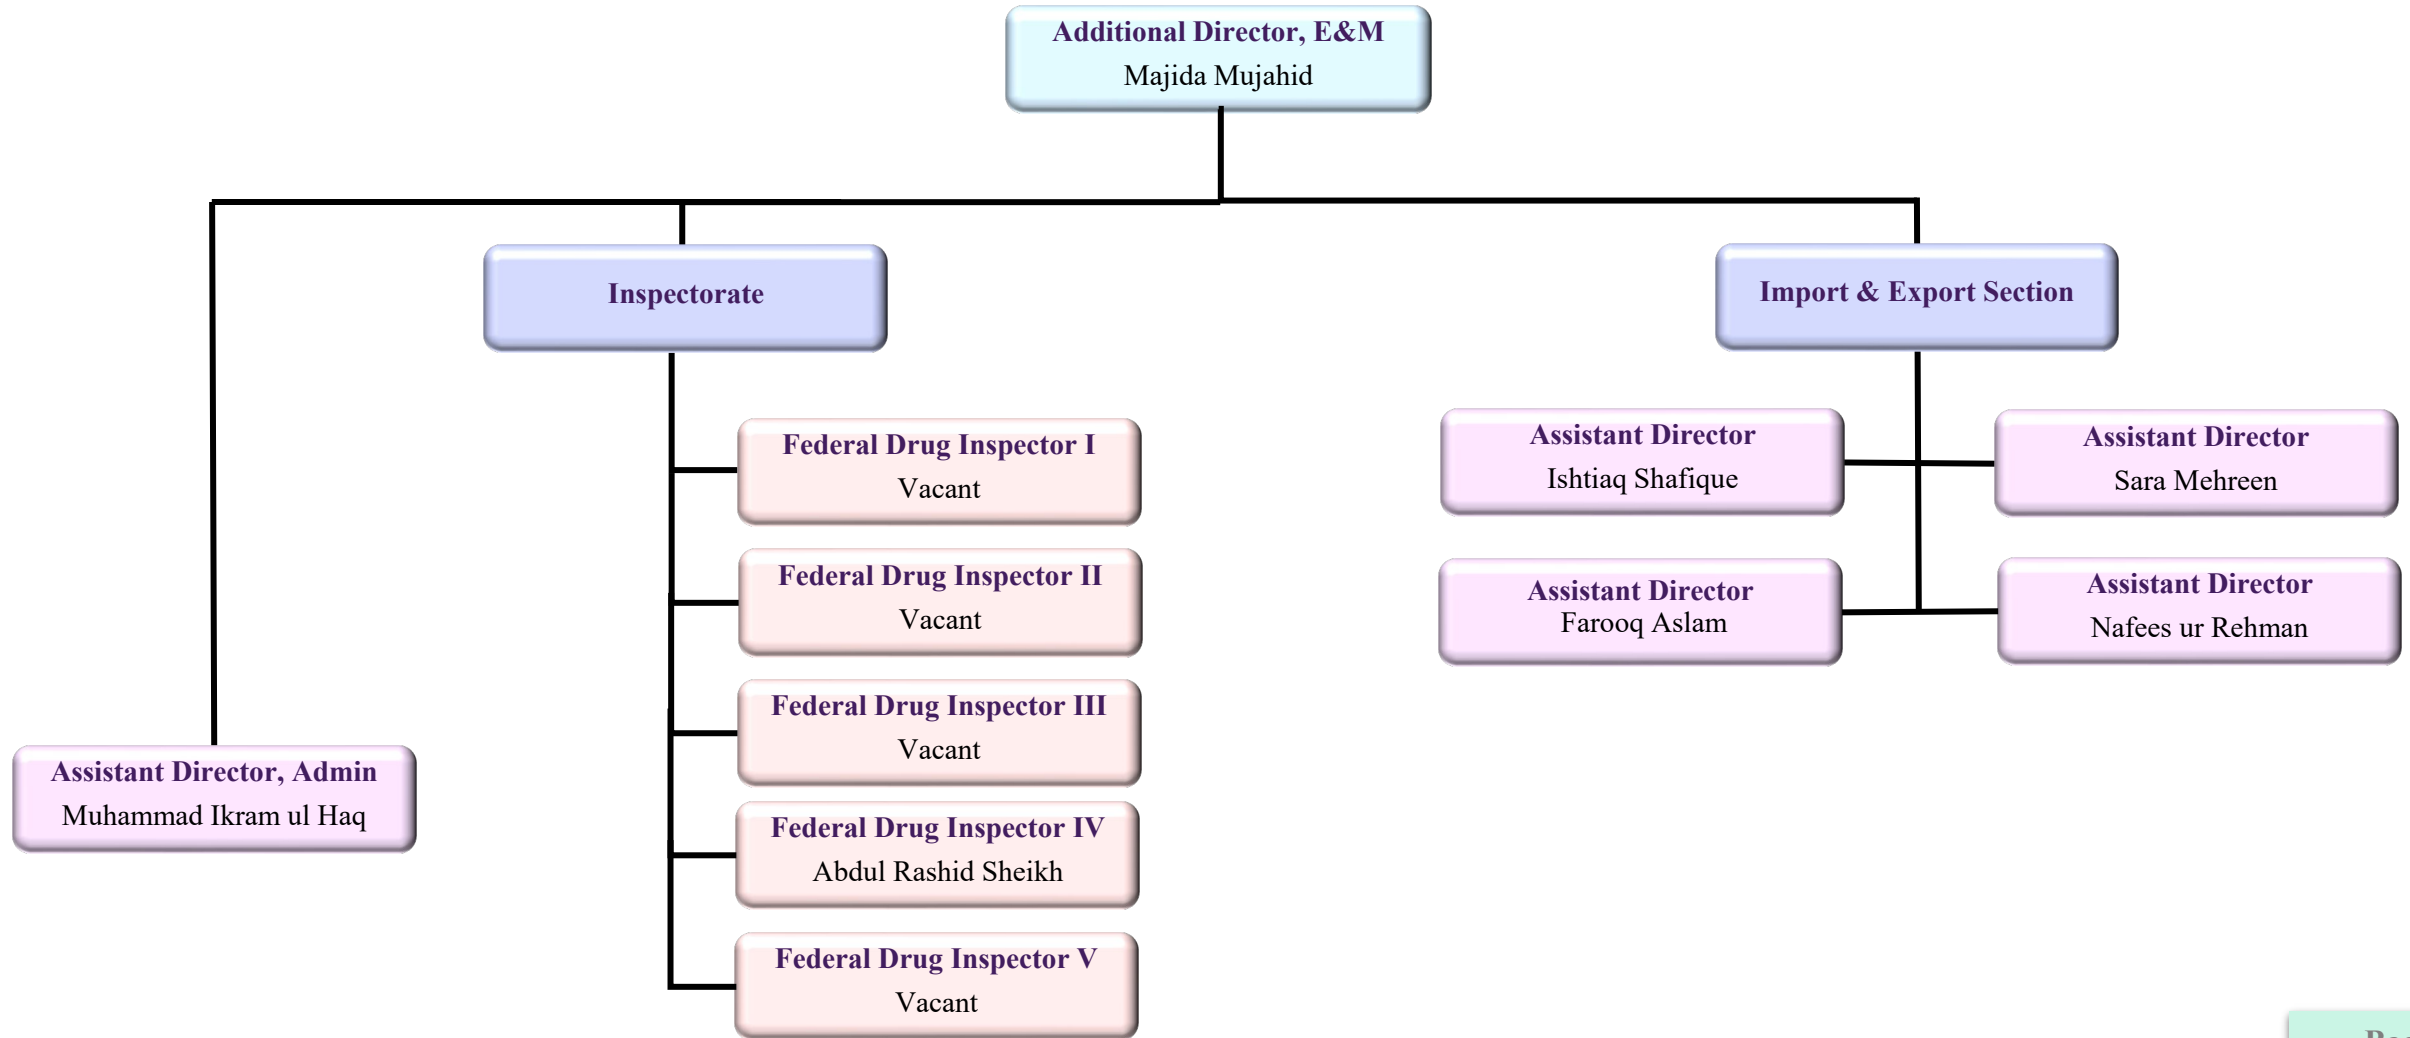 Additional Director, E&M
Majida Mujahid
Inspectorate
Import & Export Section
Federal Drug Inspector I
Vacant
Federal Drug Inspector II
Vacant
Federal Drug Inspector III
Vacant
Federal Drug Inspector IV
Abdul Rashid Sheikh
Federal Drug Inspector V
Vacant
Assistant Director
Ishtiaq Shafique
Assistant Director
Sara Mehreen
Assistant Director
Farooq Aslam
Assistant Director
Nafees ur Rehman
Assistant Director, Admin
Muhammad Ikram ul Haq